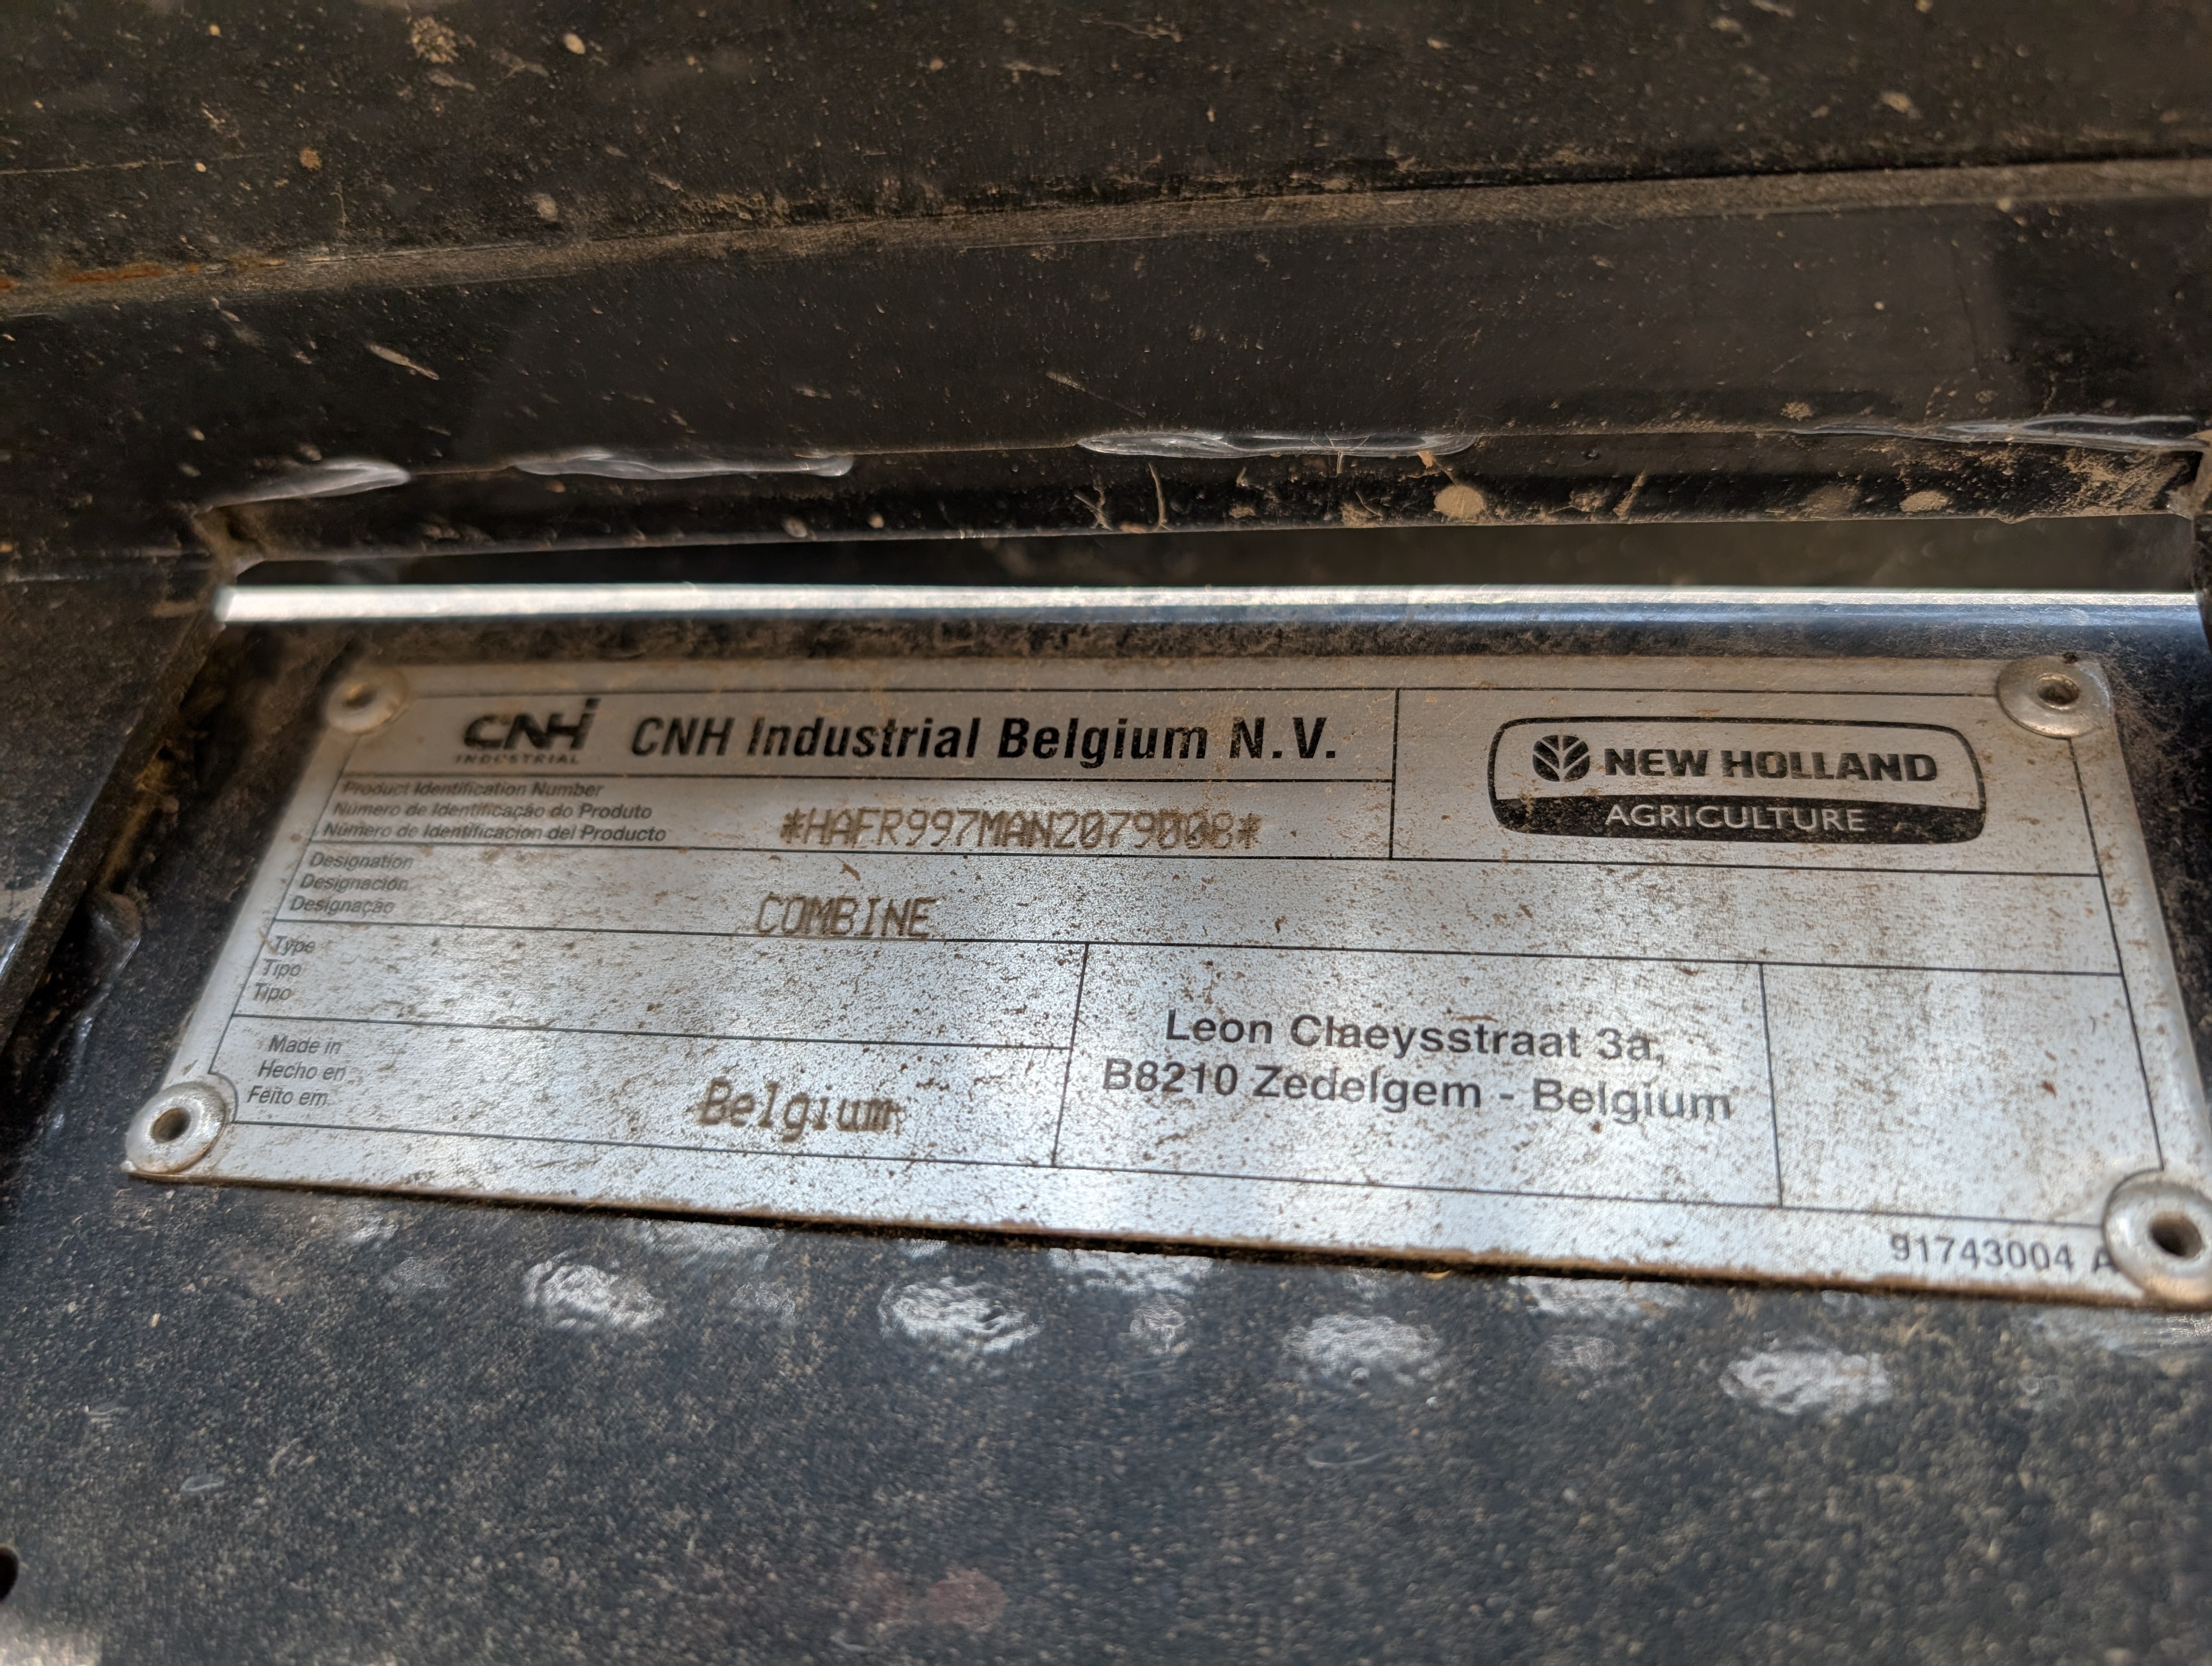 CNH
INDUSTRIAL
CNH Industrial Belgium N.V.
NEW HOLLAND
AGRICULTURE
Product Identification Number
Número de Identificação do Produto
Número de Identificacion del Producto
*HAFR997MAN2079008*
Designation
Designación
Designação
COMBINE
Type
Tipo
Tipo
Made in
Hecho en
Feito em
Belgium
Leon Claeysstraat 3a,
B8210 Zedelgem - Belgium
91743004 A